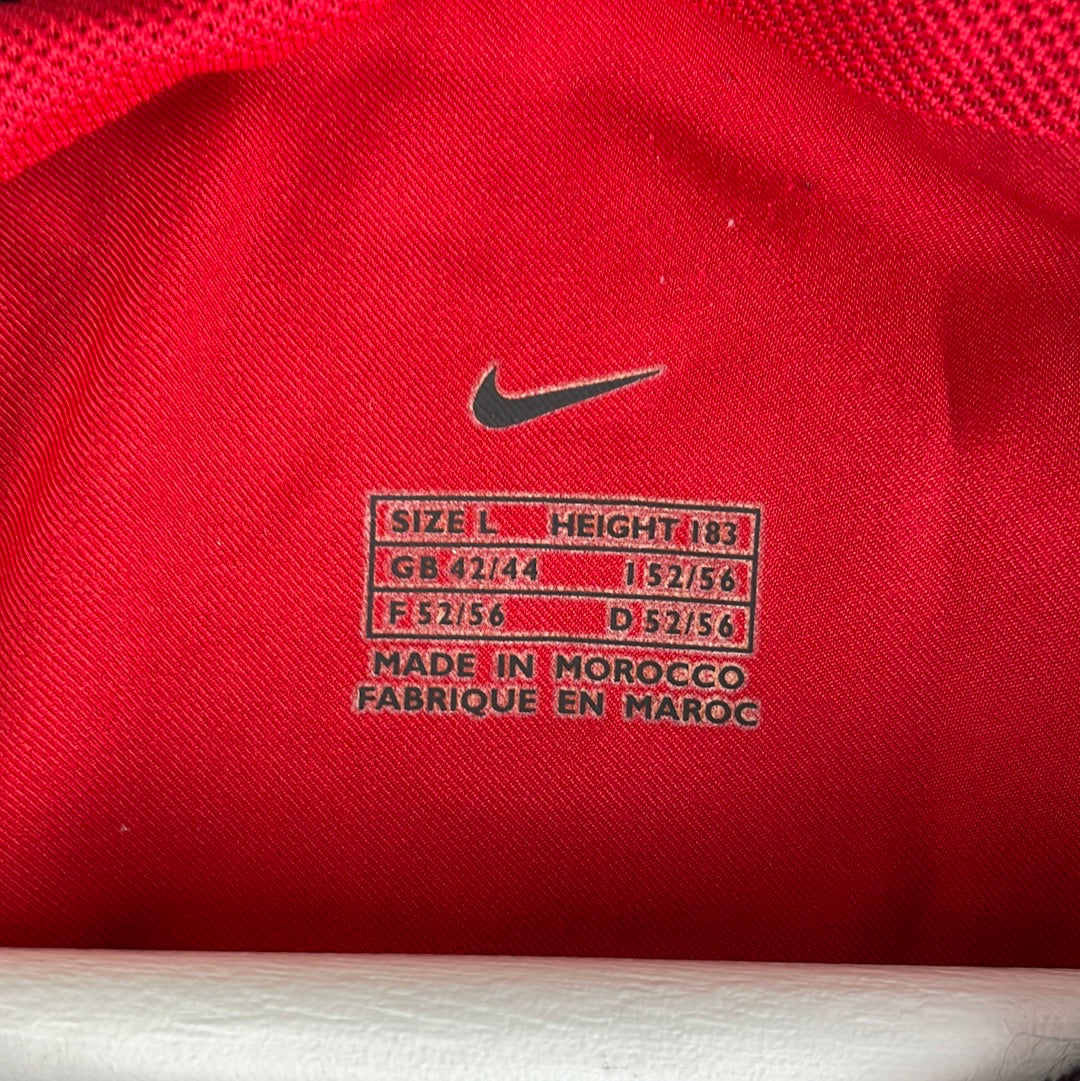 SIZE L HEIGHT 183
GB 42/44 I 52/56
F 52/56 D 52/56
MADE IN MOROCCO
FABRIQUE EN MAROC